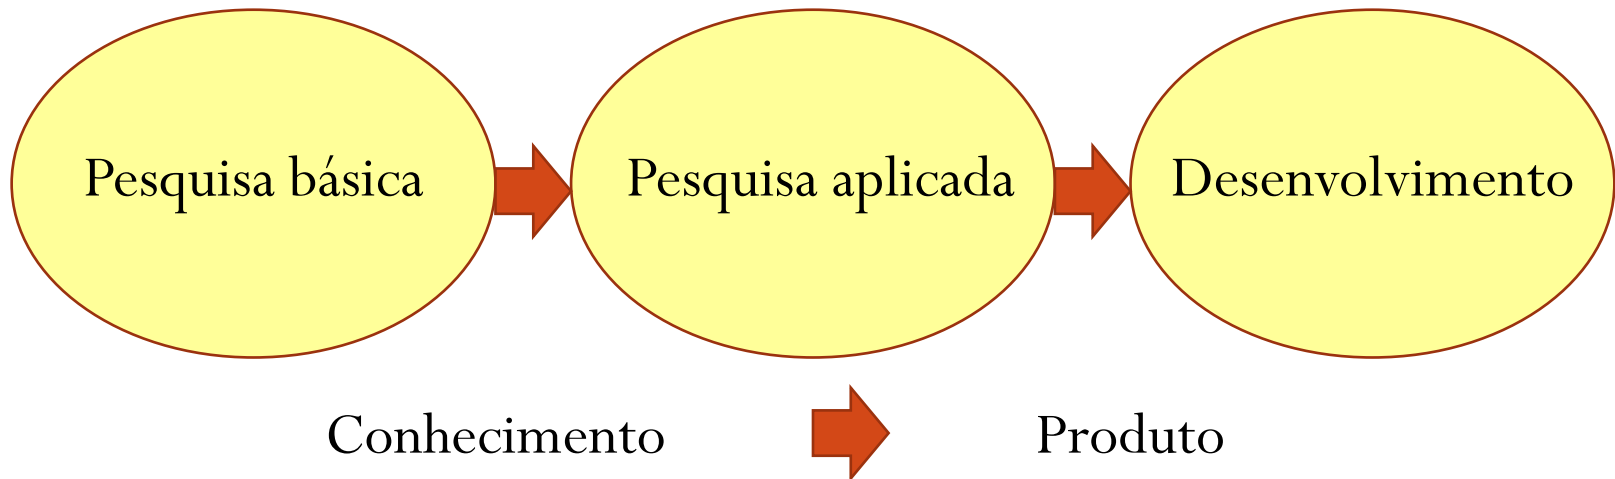 Pesquisa básica
Pesquisa aplicada
Desenvolvimento
Conhecimento
Produto